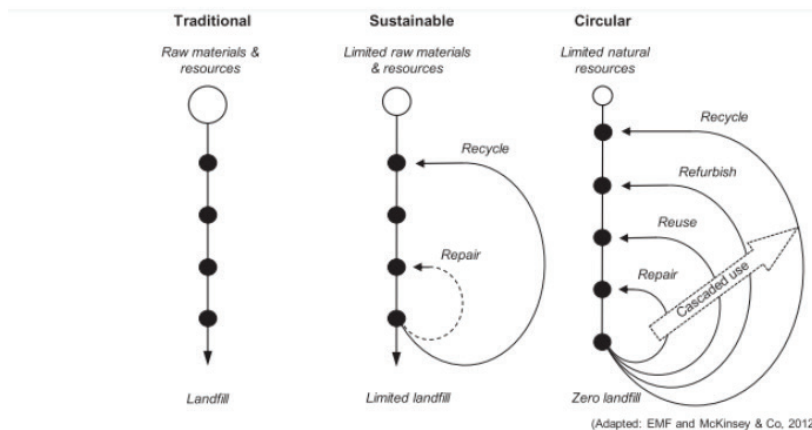 Traditional
Sustainable
Circular
Raw materials &
resources
Limited raw materials
& resources
Limited natural
resources
Recycle
Repair
Recycle
Refurbish
Reuse
Repair
Cascaded use
Landfill
Limited landfill
Zero landfill
(Adapted: EMF and McKinsey & Co, 2012